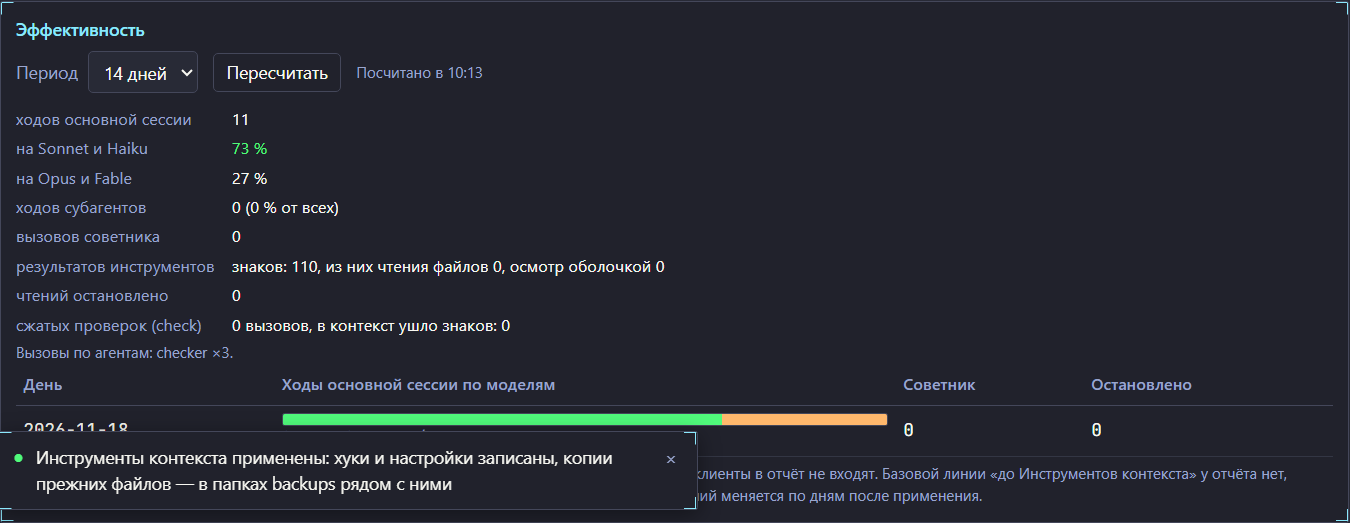 Эффективность
Период 14 дней Пересчитать Посчитано в 10:13
ходов основной сессии 11
на Sonnet и Haiku 73 %
на Opus и Fable 27 %
ходов субагентов 0 (0 % от всех)
вызовов советника 0
результатов инструментов знаков: 110, из них чтения файлов 0, осмотр оболочкой 0
чтений остановлено 0
сжатых проверок (check) 0 вызовов, в контекст ушло знаков: 0
Вызовы по агентам: checker ×3.
День Ходы основной сессии по моделям Советник Остановлено
2026-11-18 0 0
Инструменты контекста применены: хуки и настройки записаны, копии
прежних файлов — в папках backups рядом с ними
×
клиенты в отчёт не входят. Базовой линии «до Инструментов контекста» у отчёта нет,
меняется по дням после применения.